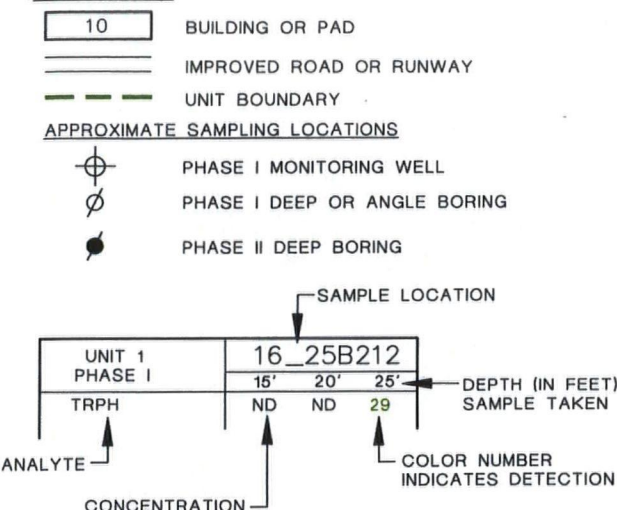 10 BUILDING OR PAD
IMPROVED ROAD OR RUNWAY
UNIT BOUNDARY
APPROXIMATE SAMPLING LOCATIONS
PHASE I MONITORING WELL
PHASE I DEEP OR ANGLE BORING
PHASE II DEEP BORING
SAMPLE LOCATION
UNIT 1
PHASE I
16_25B212
15' 20' 25'
DEPTH (IN FEET)
SAMPLE TAKEN
TRPH ND ND 29
ANALYTE
COLOR NUMBER
INDICATES DETECTION
CONCENTRATION